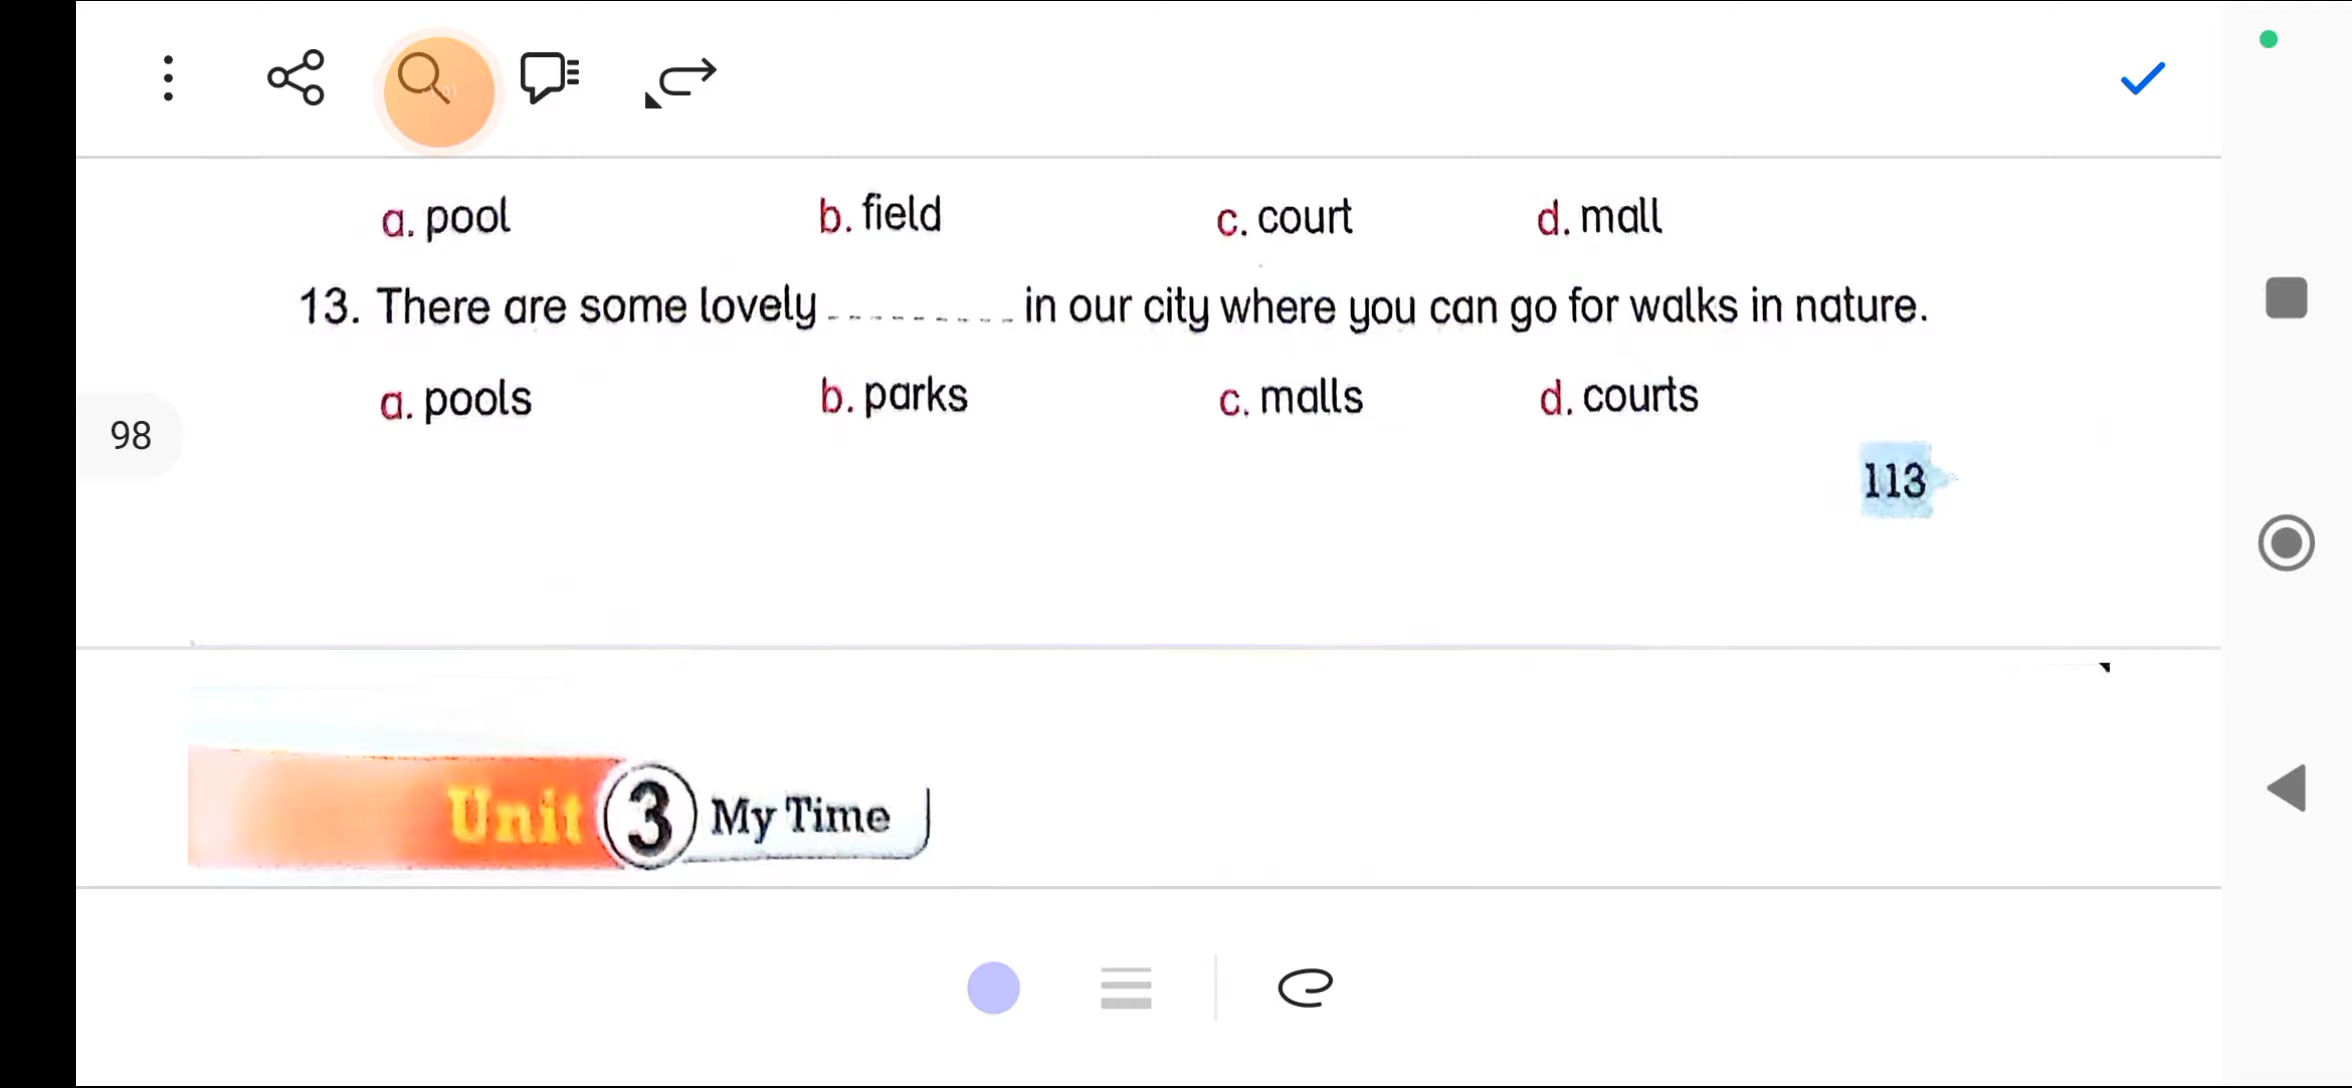 a. pool b. field c. court d. mall
13. There are some lovely ---------- in our city where you can go for walks in nature.
a. pools b. parks c. malls d. courts
98
113
Unit 3 My Time